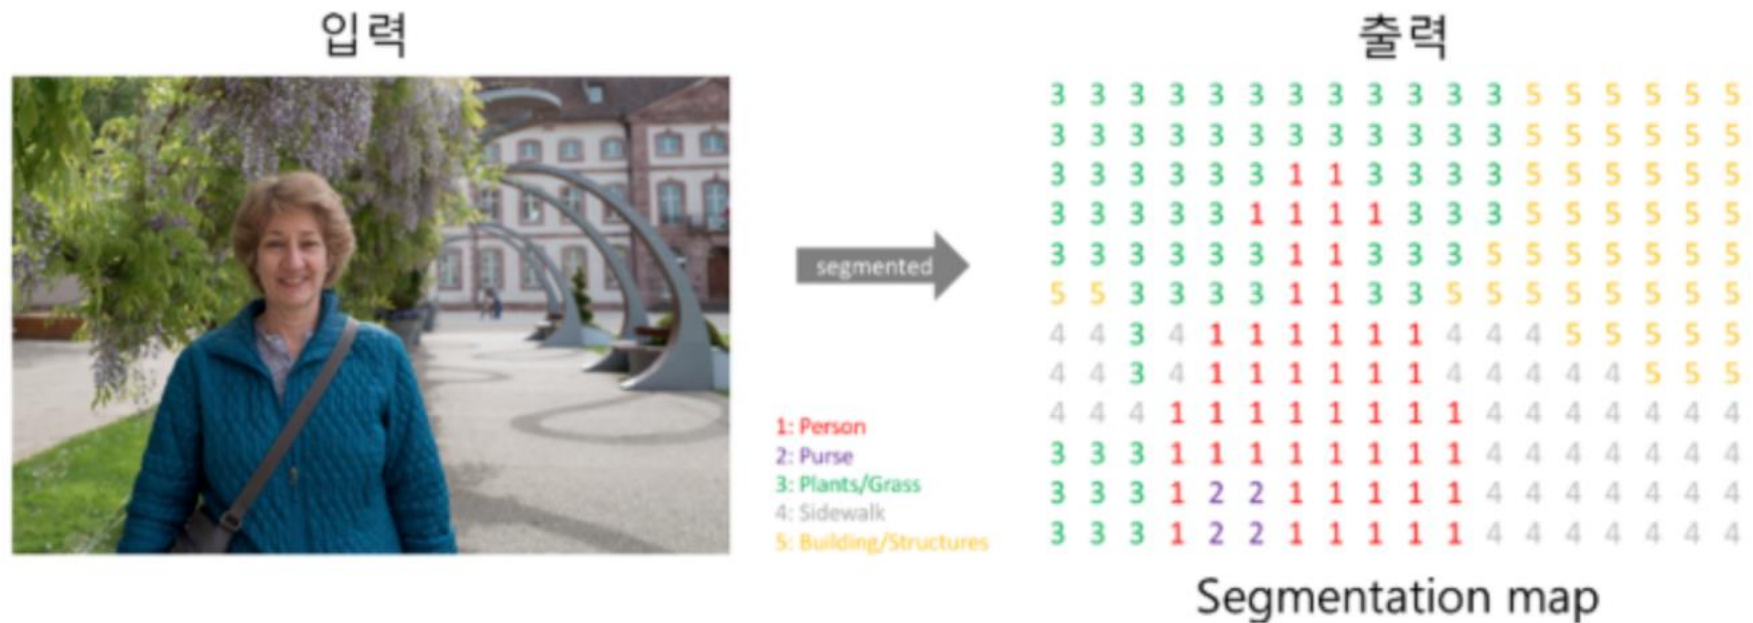 입력
출력
segmented
1: Person
2: Purse
3: Plants/Grass
4: Sidewalk
5: Building/Structures
3 3 3 3 3 3 3 3 3 3 3 3 5 5 5 5 5 5
3 3 3 3 3 3 3 3 3 3 3 3 5 5 5 5 5 5
3 3 3 3 3 3 1 1 3 3 3 3 5 5 5 5 5 5
3 3 3 3 3 1 1 1 1 3 3 3 5 5 5 5 5 5
3 3 3 3 3 3 1 1 3 3 3 5 5 5 5 5 5 5
5 5 3 3 3 3 1 1 3 3 5 5 5 5 5 5 5 5
4 4 3 4 1 1 1 1 1 1 4 4 4 5 5 5 5 5
4 4 3 4 1 1 1 1 1 1 4 4 4 4 4 5 5 5
4 4 4 1 1 1 1 1 1 1 1 4 4 4 4 4 4 4
3 3 3 1 1 1 1 1 1 1 1 4 4 4 4 4 4 4
3 3 3 1 2 2 1 1 1 1 1 4 4 4 4 4 4 4
3 3 3 1 2 2 1 1 1 1 1 4 4 4 4 4 4 4
Segmentation map